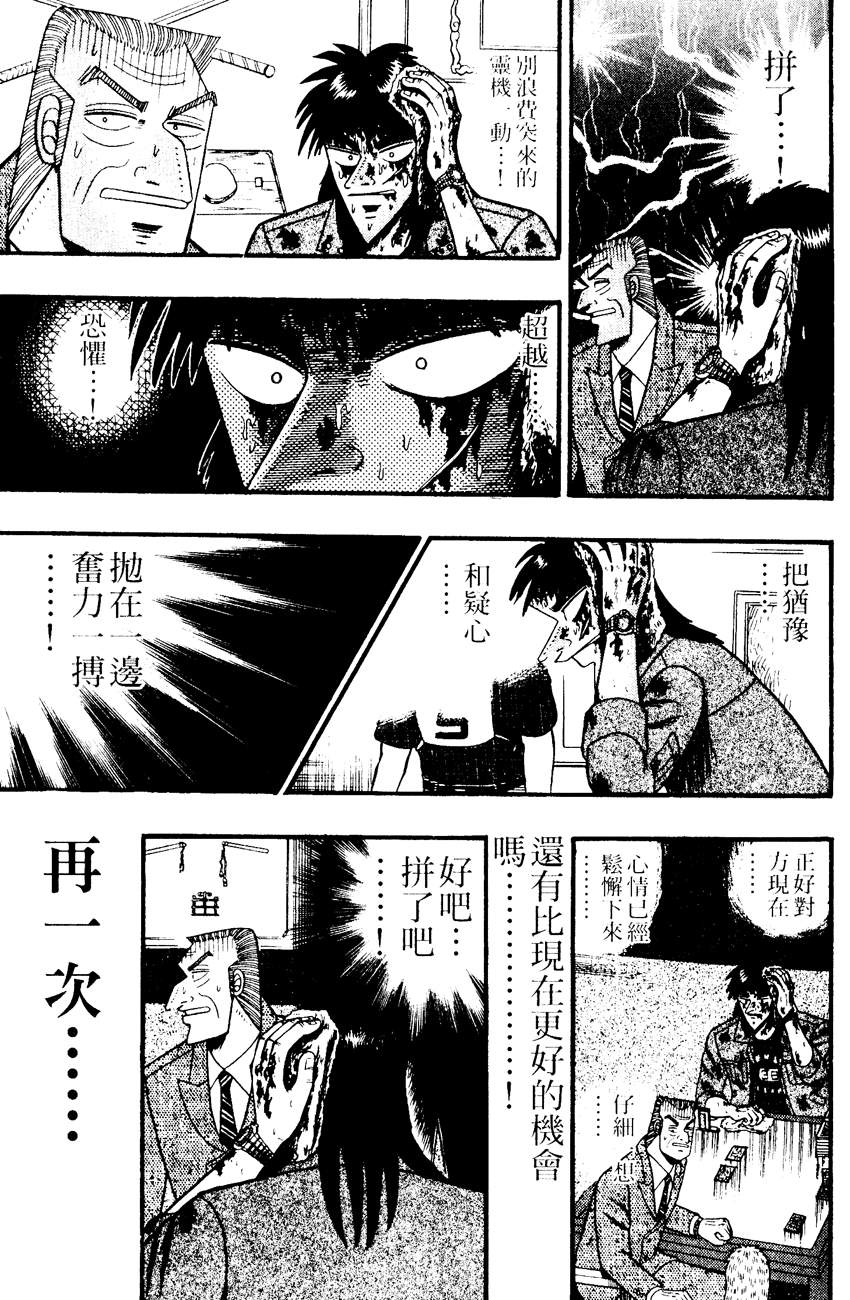 拼了…！
別浪費突來的
靈機一動…！
超越…
恐懼…！
把猶豫
……
和疑心
……
拋在一邊
奮力一搏
……！
正好對
方現在
……
心情已經
鬆懈下來
……
仔細想
……
EE
還有比現在更好的機會
嗎………………！
好吧…
拼了吧
……！
再一次……